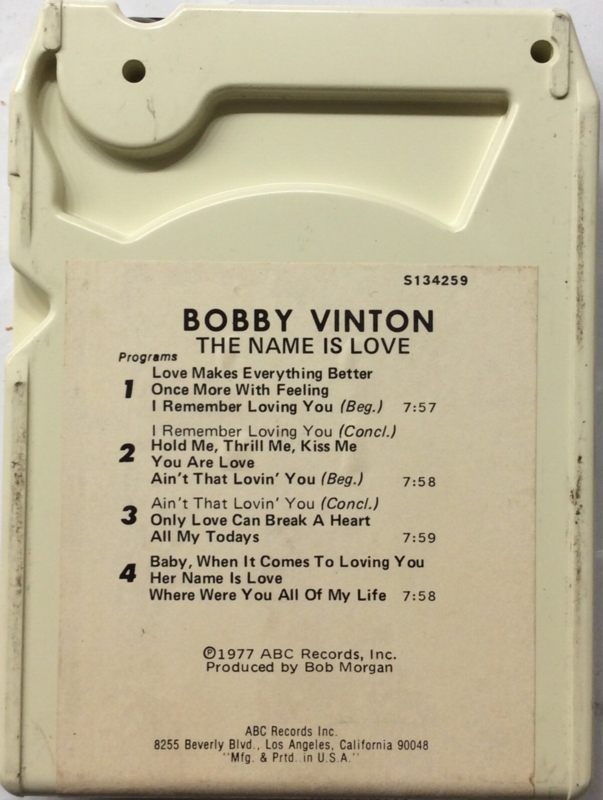 S134259
BOBBY VINTON
THE NAME IS LOVE
Programs
1
Love Makes Everything Better
Once More With Feeling
I Remember Loving You (Beg.) 7:57
2
I Remember Loving You (Concl.)
Hold Me, Thrill Me, Kiss Me
You Are Love
Ain't That Lovin' You (Beg.) 7:58
3
Ain't That Lovin' You (Concl.)
Only Love Can Break A Heart
All My Todays 7:59
4
Baby, When It Comes To Loving You
Her Name Is Love
Where Were You All Of My Life 7:58
Ⓟ1977 ABC Records, Inc.
Produced by Bob Morgan
ABC Records Inc.
8255 Beverly Blvd., Los Angeles, California 90048
"Mfg. & Prtd. in U.S.A."